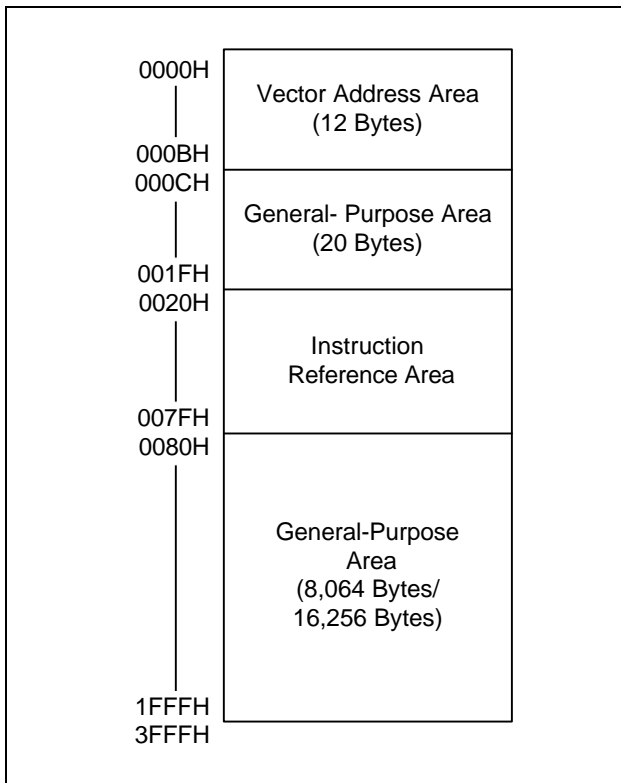 0000H
Vector Address Area
(12 Bytes)
000BH
000CH
General- Purpose Area
(20 Bytes)
001FH
0020H
Instruction
Reference Area
007FH
0080H
General-Purpose
Area
(8,064 Bytes/
16,256 Bytes)
1FFFH
3FFFH